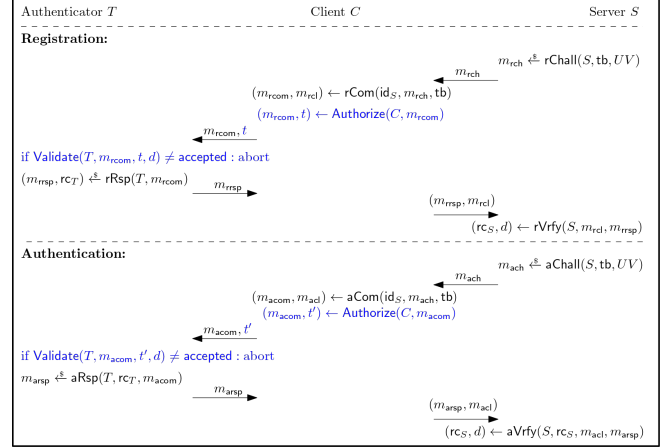 Authenticator T Client C Server S
Registration:
m_rch ←$ rChall(S, tb, UV)
m_rch
(m_rcom, m_rcl) ← rCom(id_S, m_rch, tb)
(m_rcom, t) ← Authorize(C, m_rcom)
m_rcom, t
if Validate(T, m_rcom, t, d) ≠ accepted : abort
(m_rrsp, rc_T) ←$ rRsp(T, m_rcom)
m_rrsp
(m_rrsp, m_rcl)
(rc_S, d) ← rVrfy(S, m_rcl, m_rrsp)
Authentication:
m_ach ←$ aChall(S, tb, UV)
m_ach
(m_acom, m_acl) ← aCom(id_S, m_ach, tb)
(m_acom, t′) ← Authorize(C, m_acom)
m_acom, t′
if Validate(T, m_acom, t′, d) ≠ accepted : abort
m_arsp ←$ aRsp(T, rc_T, m_acom)
m_arsp
(m_arsp, m_acl)
(rc_S, d) ← aVrfy(S, rc_S, m_acl, m_arsp)